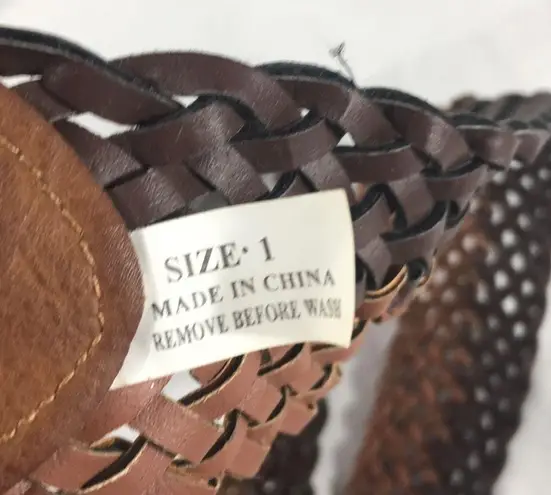 SIZE· 1
MADE IN CHINA
REMOVE BEFORE WASH